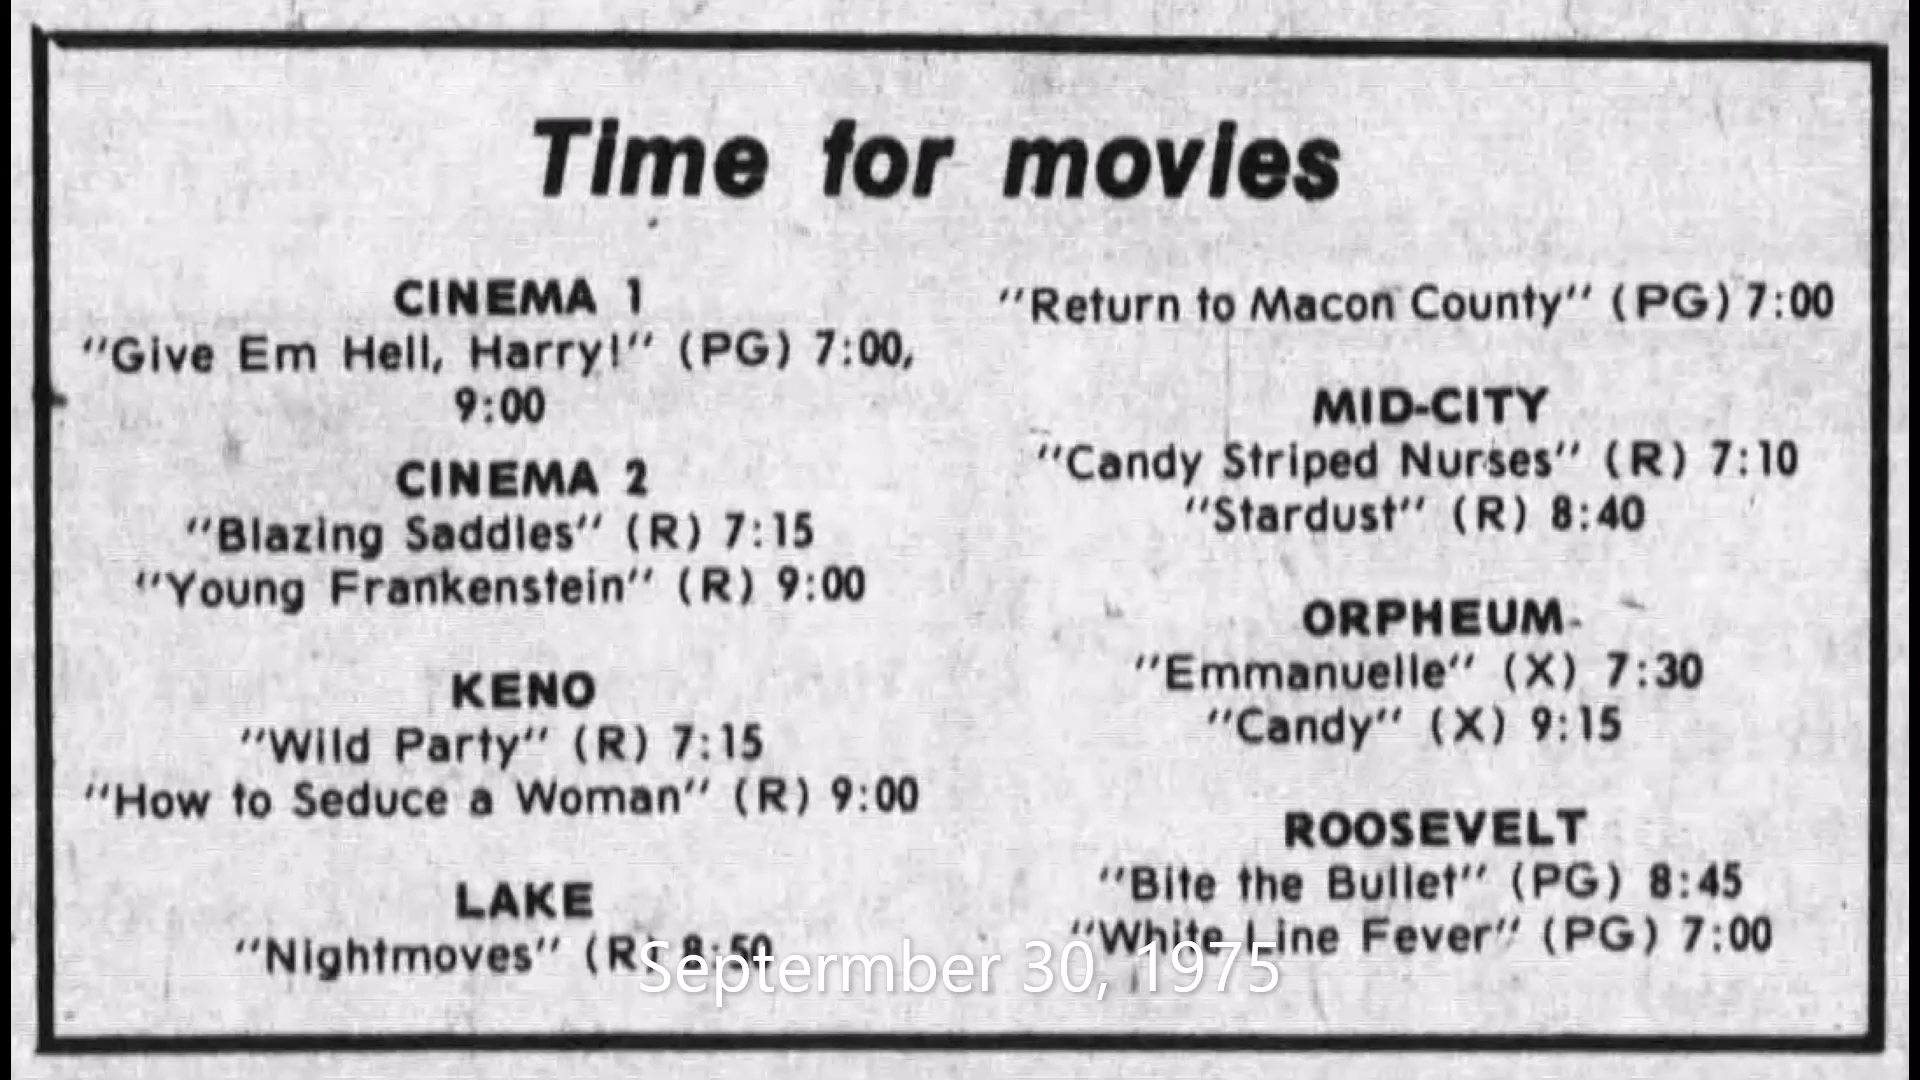 Time for movies
CINEMA 1
"Give Em Hell, Harry!" (PG) 7:00,
9:00
CINEMA 2
"Blazing Saddles" (R) 7:15
"Young Frankenstein" (R) 9:00
KENO
"Wild Party" (R) 7:15
"How to Seduce a Woman" (R) 9:00
LAKE
"Nightmoves" (R) 8:50
"Return to Macon County" (PG) 7:00
MID-CITY
"Candy Striped Nurses" (R) 7:10
"Stardust" (R) 8:40
ORPHEUM
"Emmanuelle" (X) 7:30
"Candy" (X) 9:15
ROOSEVELT
"Bite the Bullet" (PG) 8:45
"White Line Fever" (PG) 7:00
Septermber 30, 1975